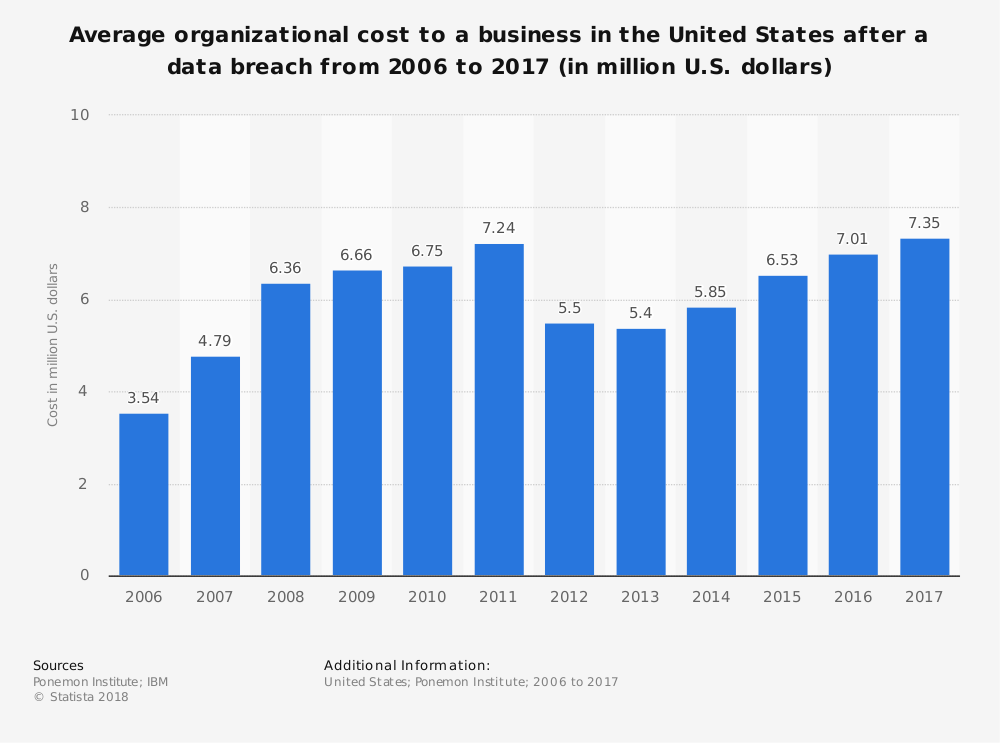 Average organizational cost to a business in the United States after a
data breach from 2006 to 2017 (in million U.S. dollars)
10
8
6
4
2
0
Cost in million U.S. dollars
3.54
4.79
6.36
6.66
6.75
7.24
5.5
5.4
5.85
6.53
7.01
7.35
2006 2007 2008 2009 2010 2011 2012 2013 2014 2015 2016 2017
Sources
Ponemon Institute; IBM
© Statista 2018
Additional Information:
United States; Ponemon Institute; 2006 to 2017